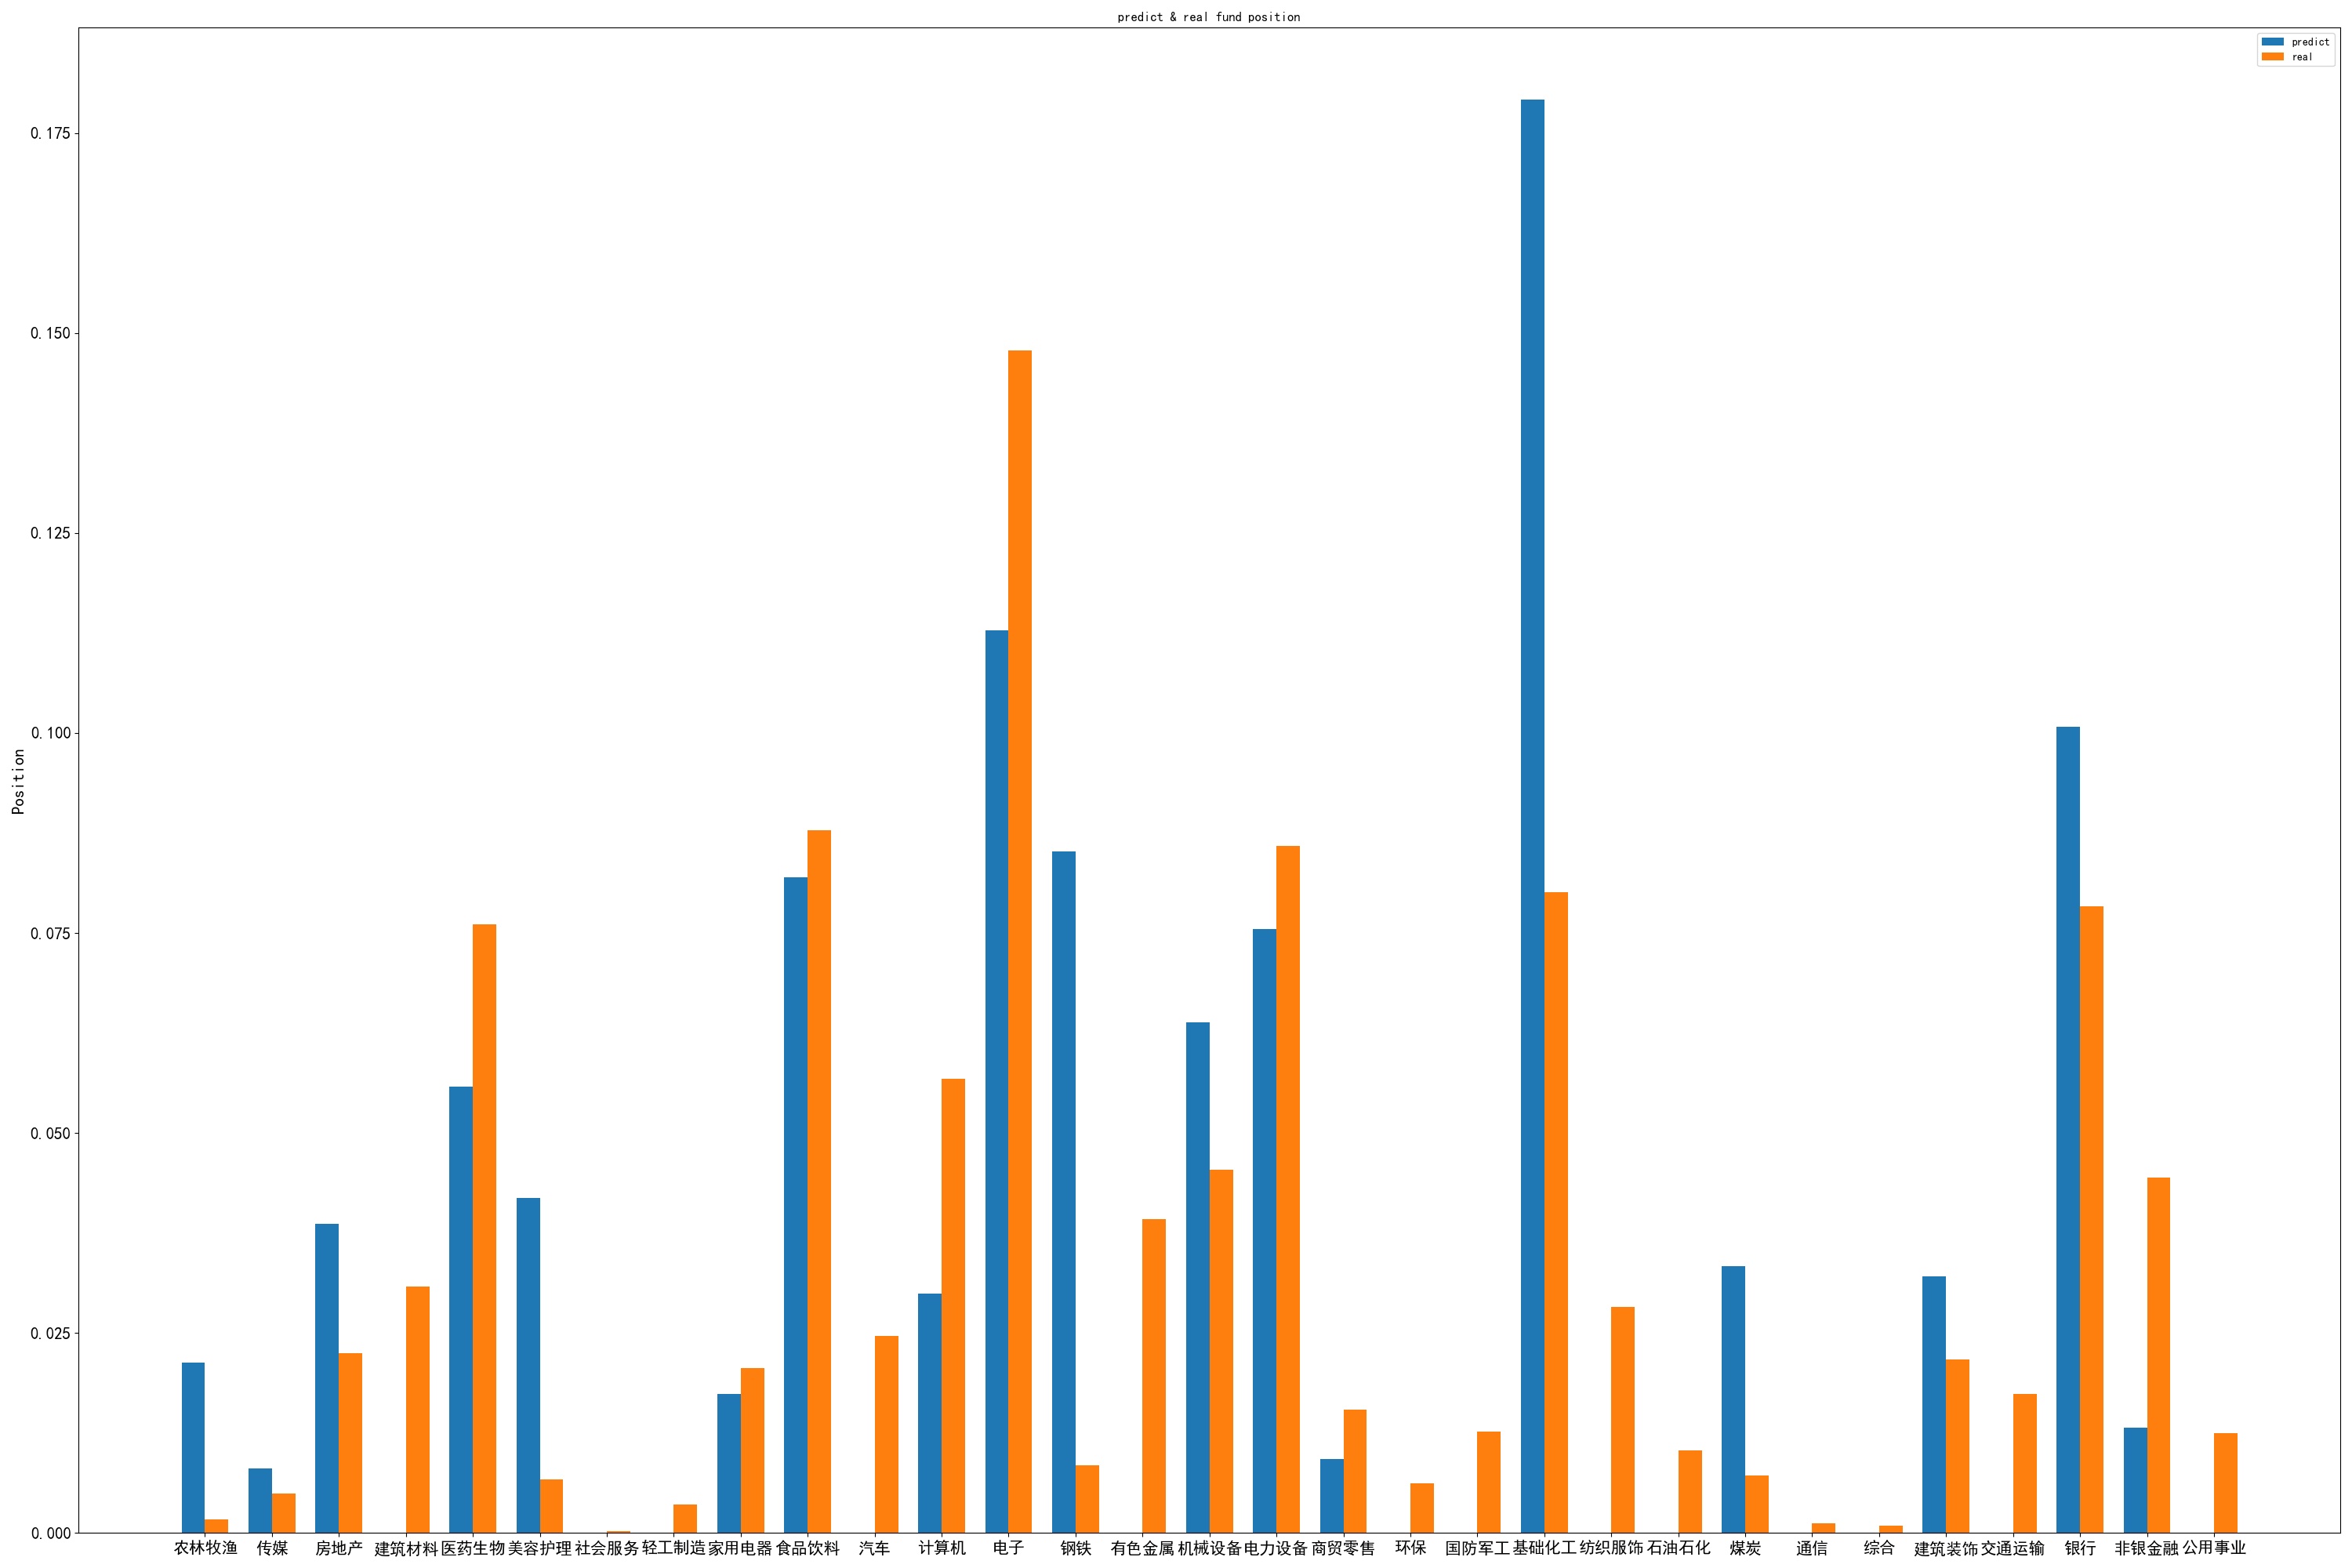 predict & real fund position
predict
real
0.175
0.150
0.125
0.100
0.075
0.050
0.025
0.000
Position
农林牧渔 传媒 房地产 建筑材料 医药生物 美容护理 社会服务 轻工制造 家用电器 食品饮料 汽车 计算机 电子 钢铁 有色金属 机械设备 电力设备 商贸零售 环保 国防军工 基础化工 纺织服饰 石油石化 煤炭 通信 综合 建筑装饰 交通运输 银行 非银金融 公用事业